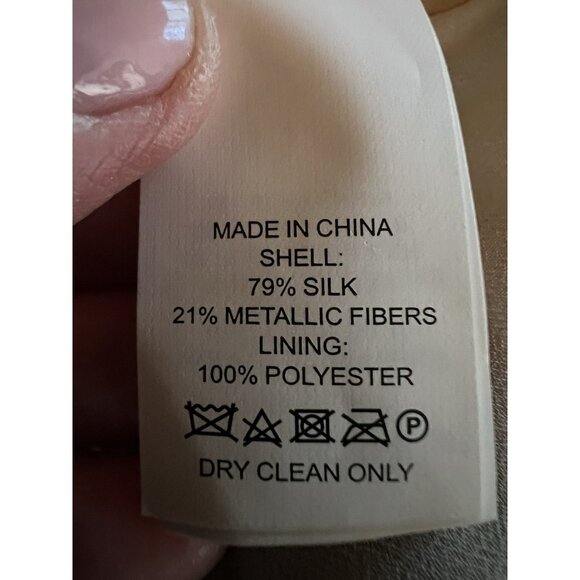 MADE IN CHINA
SHELL:
79% SILK
21% METALLIC FIBERS
LINING:
100% POLYESTER
P
DRY CLEAN ONLY